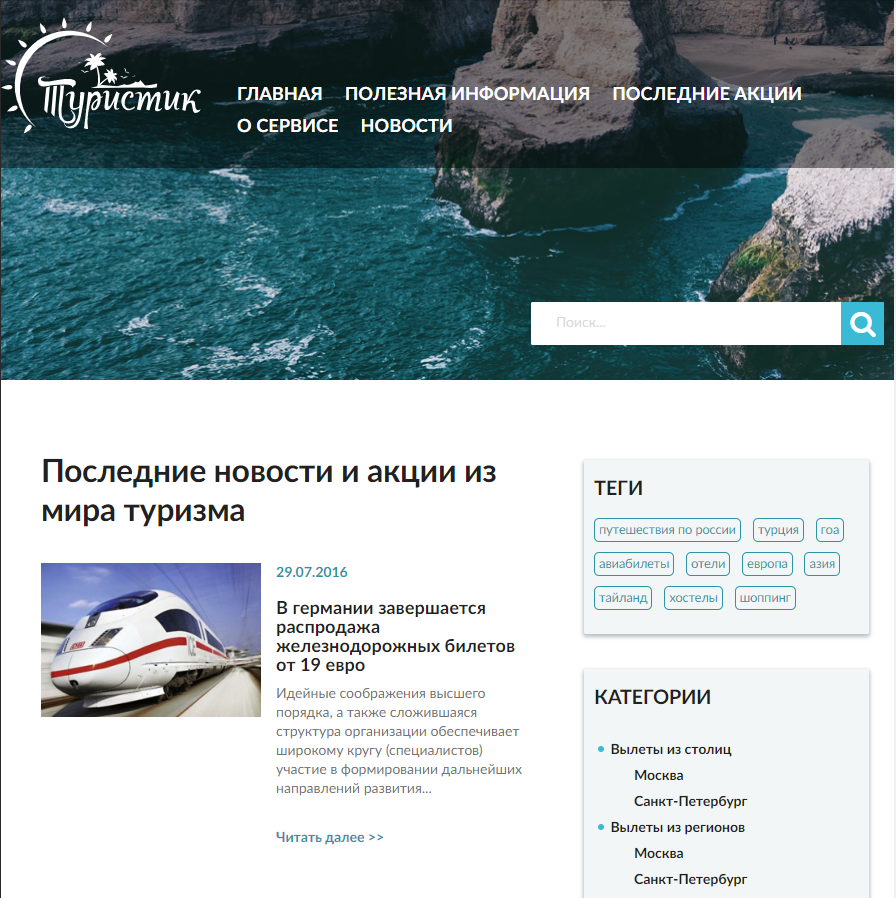 Туристик
ГЛАВНАЯ ПОЛЕЗНАЯ ИНФОРМАЦИЯ ПОСЛЕДНИЕ АКЦИИ
О СЕРВИСЕ НОВОСТИ
Поиск...
Последние новости и акции из
мира туризма
29.07.2016
В германии завершается
распродажа
железнодорожных билетов
от 19 евро
Идейные соображения высшего
порядка, а также сложившаяся
структура организации обеспечивает
широкому кругу (специалистов)
участие в формировании дальнейших
направлений развития...
Читать далее >>
ТЕГИ
путешествия по россии турция гоа
авиабилеты отели европа азия
тайланд хостелы шоппинг
КАТЕГОРИИ
Вылеты из столиц
Москва
Санкт-Петербург
Вылеты из регионов
Москва
Санкт-Петербург